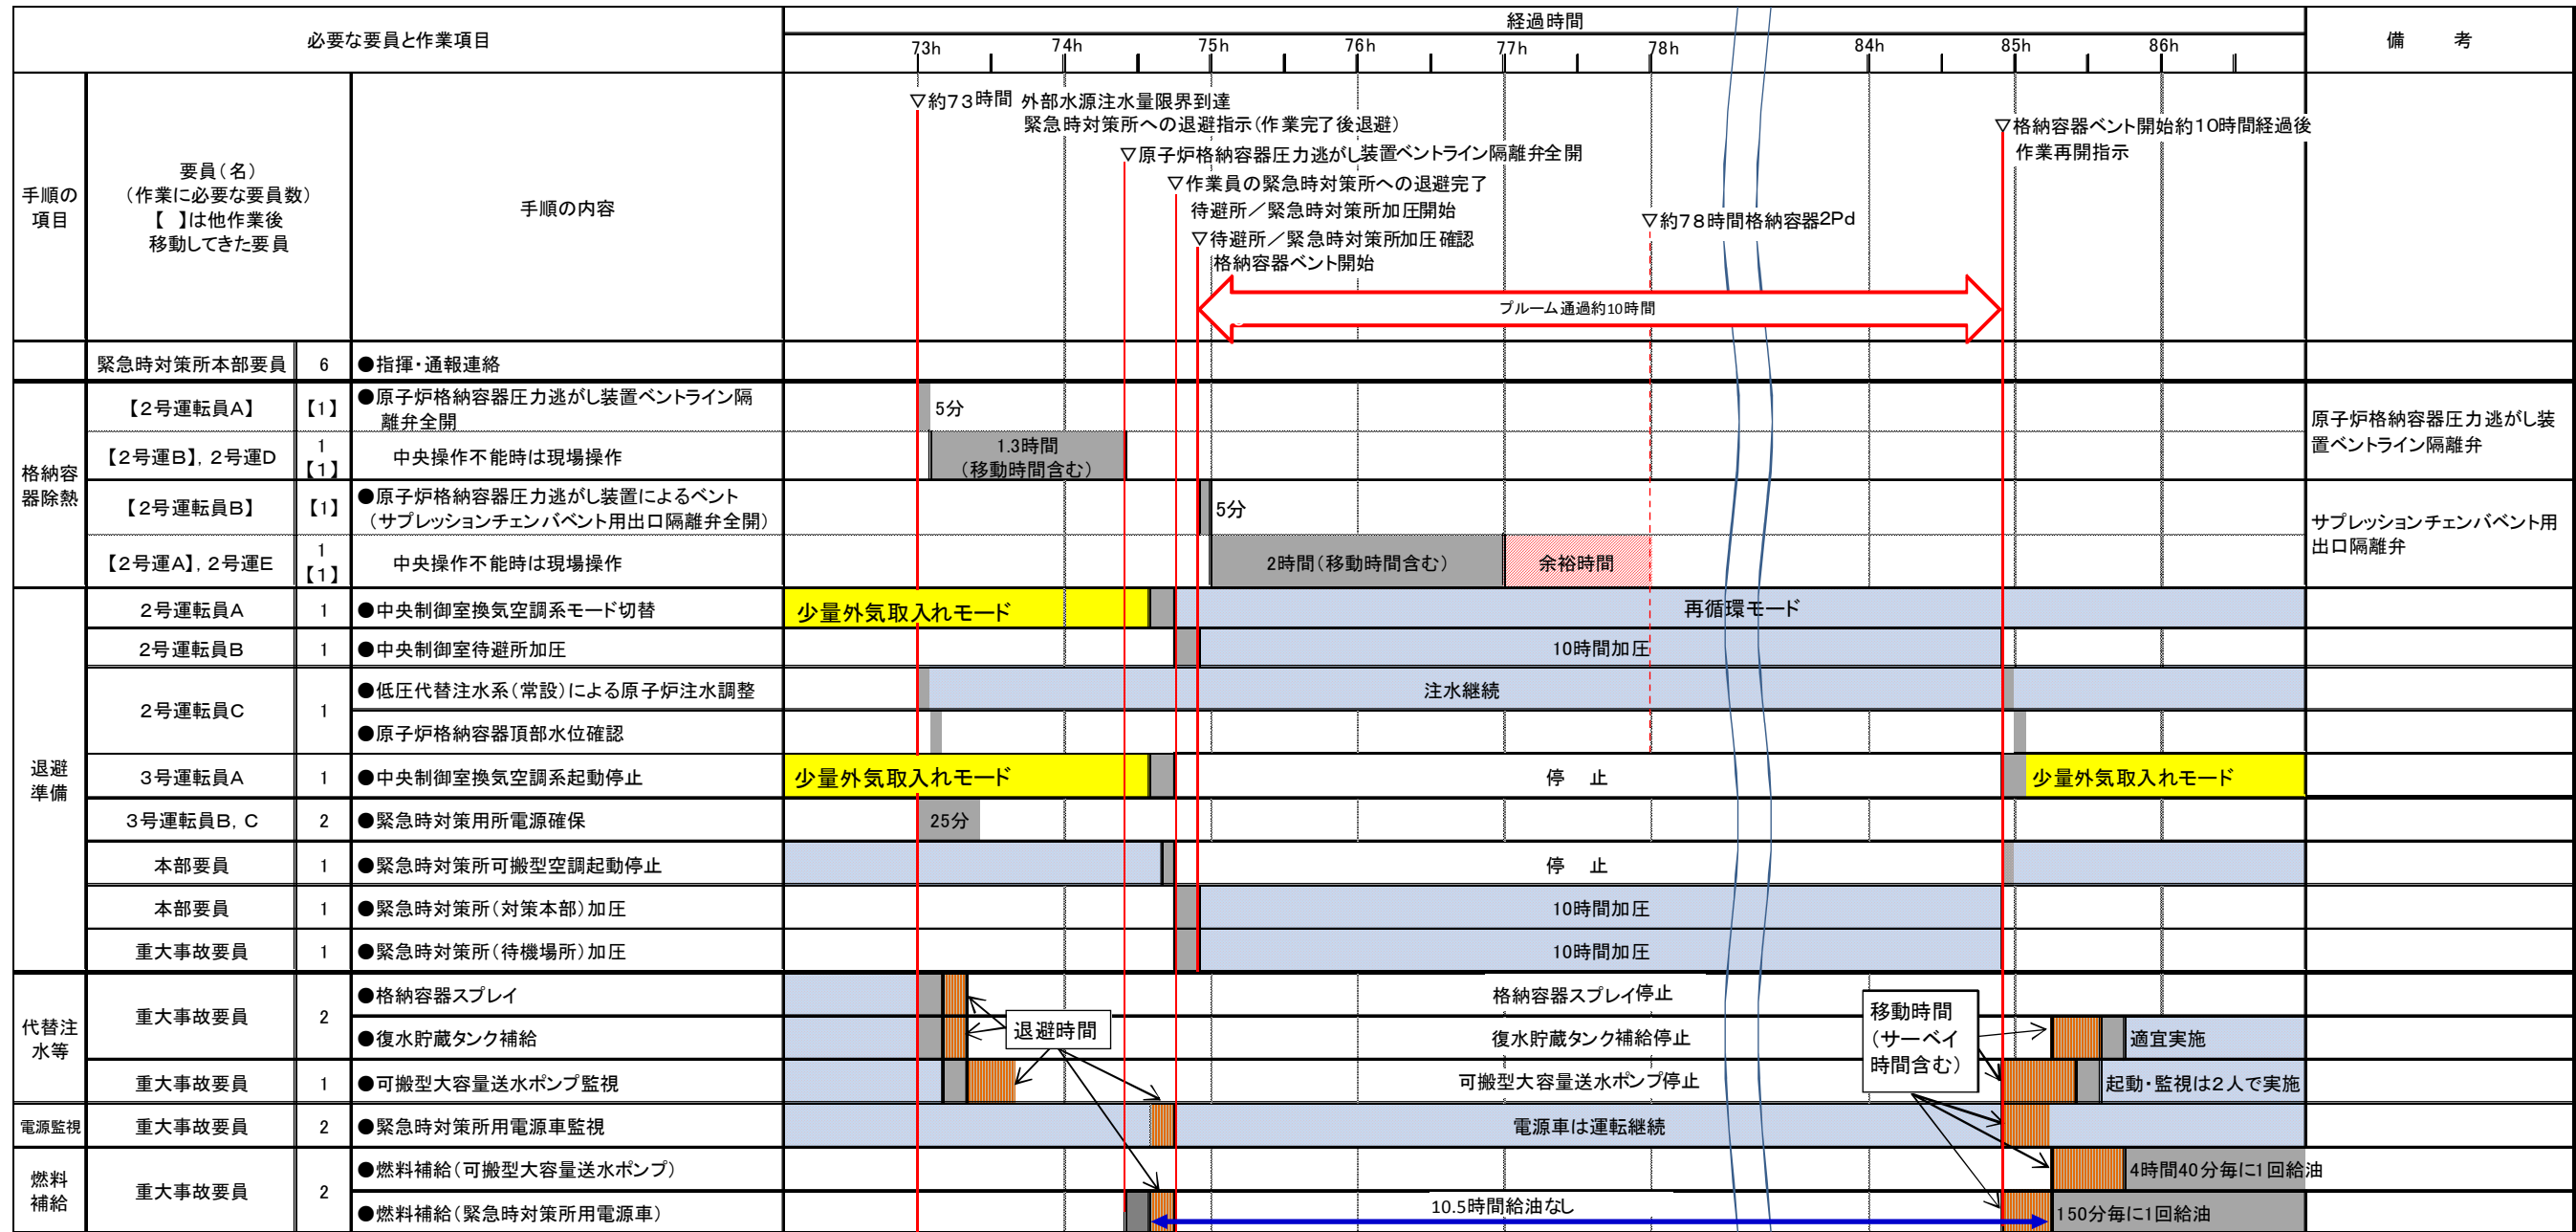 必要な要員と作業項目
経過時間
備　考
73h 74h 75h 76h 77h 78h 84h 85h 86h
手順の
項目
要員(名)
(作業に必要な要員数)
【 】は他作業後
移動してきた要員
手順の内容
▽約73時間 外部水源注水量限界到達
緊急時対策所への退避指示(作業完了後退避)
▽原子炉格納容器圧力逃がし装置ベントライン隔離弁全開
▽作業員の緊急時対策所への退避完了
待避所/緊急時対策所加圧開始
▽待避所/緊急時対策所加圧確認
格納容器ベント開始
▽約78時間格納容器2Pd
▽格納容器ベント開始約10時間経過後
作業再開指示
プルーム通過約10時間
緊急時対策所本部要員 6 ●指揮・通報連絡
格納容
器除熱
【2号運転員A】 【1】 ●原子炉格納容器圧力逃がし装置ベントライン隔
離弁全開
5分
【2号運B】, 2号運D 1
【1】
中央操作不能時は現場操作
1.3時間
(移動時間含む)
原子炉格納容器圧力逃がし装
置ベントライン隔離弁
【2号運転員B】 【1】 ●原子炉格納容器圧力逃がし装置によるベント
(サプレッションチェンバベント用出口隔離弁全開)
5分
【2号運A】, 2号運E 1
【1】
中央操作不能時は現場操作
2時間(移動時間含む) 余裕時間
サプレッションチェンバベント用
出口隔離弁
退避
準備
2号運転員A 1 ●中央制御室換気空調系モード切替 少量外気取入れモード 再循環モード
2号運転員B 1 ●中央制御室待避所加圧 10時間加圧
2号運転員C 1 ●低圧代替注水系(常設)による原子炉注水調整 注水継続
●原子炉格納容器頂部水位確認
3号運転員A 1 ●中央制御室換気空調系起動停止 少量外気取入れモード 停 止 少量外気取入れモード
3号運転員B, C 2 ●緊急時対策用所電源確保 25分
本部要員 1 ●緊急時対策所可搬型空調起動停止 停 止
本部要員 1 ●緊急時対策所(対策本部)加圧 10時間加圧
重大事故要員 1 ●緊急時対策所(待機場所)加圧 10時間加圧
代替注
水等
重大事故要員 2 ●格納容器スプレイ 格納容器スプレイ停止
●復水貯蔵タンク補給 復水貯蔵タンク補給停止 適宜実施
退避時間
移動時間
(サーベイ
時間含む)
重大事故要員 1 ●可搬型大容量送水ポンプ監視 可搬型大容量送水ポンプ停止 起動・監視は2人で実施
電源監視 重大事故要員 2 ●緊急時対策所用電源車監視 電源車は運転継続
燃料
補給
重大事故要員 2 ●燃料補給(可搬型大容量送水ポンプ) 4時間40分毎に1回給油
●燃料補給(緊急時対策所用電源車) 10.5時間給油なし 150分毎に1回給油